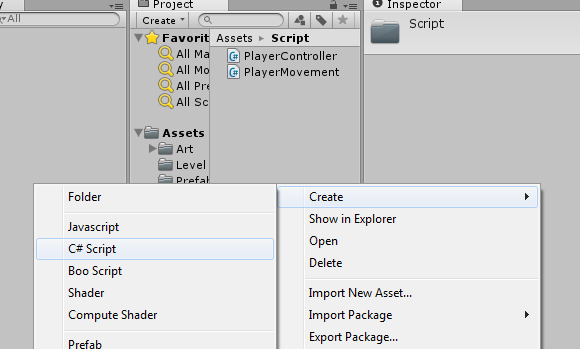 Project
Inspector
Create
All
Script
Favorit
All Ma
All Mo
All Pre
All Sc
Assets
Art
Level
Prefab
Assets ▸ Script
PlayerController
PlayerMovement
Folder
Javascript
C# Script
Boo Script
Shader
Compute Shader
Prefab
Create
Show in Explorer
Open
Delete
Import New Asset...
Import Package
Export Package...